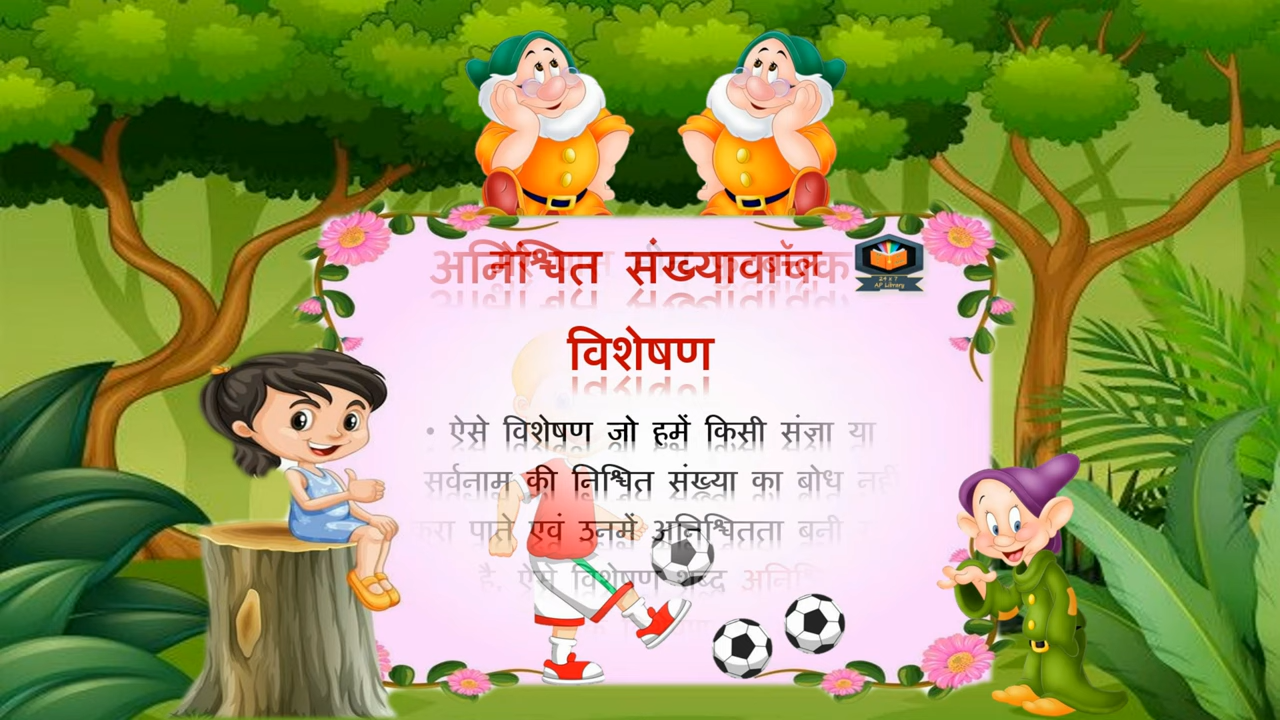 अनिश्चित संख्यावाचक
AP Library
विशेषण
• ऐसे विशेषण जो हमें किसी संज्ञा या
सर्वनाम की निश्चित संख्या का बोध नहीं
करा पाते एवं उनमें अनिश्चितता बनी
है. ऐसे विशेषण शब्द